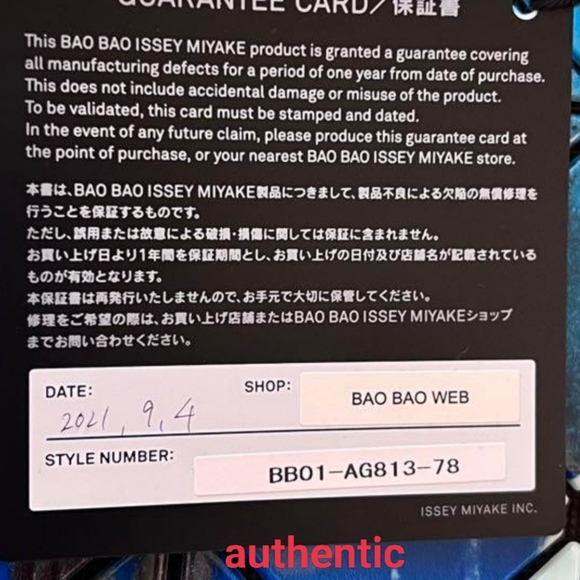 GUARANTEE CARD/保証書
This BAO BAO ISSEY MIYAKE product is granted a guarantee covering
all manufacturing defects for a period of one year from date of purchase.
This does not include accidental damage or misuse of the product.
To be validated, this card must be stamped and dated.
In the event of any future claim, please produce this guarantee card at
the point of purchase, or your nearest BAO BAO ISSEY MIYAKE store.
本書は、BAO BAO ISSEY MIYAKE製品につきまして、製品不良による欠陥の無償修理を
行うことを保証するものです。
ただし、誤用または故意による破損・損傷に関しては保証に含まれません。
お買い上げ日より1年間を保証期間とし、お買い上げの日付及び店舗名が記載されている
ものが有効となります。
本保証書は再発行いたしませんので、お手元で大切に保管してください。
修理をご希望の際は、お買い上げ店舗またはBAO BAO ISSEY MIYAKEショップ
までお問い合わせください。
DATE: 2021, 9, 4 SHOP: BAO BAO WEB
STYLE NUMBER: BB01-AG813-78
ISSEY MIYAKE INC.
authentic